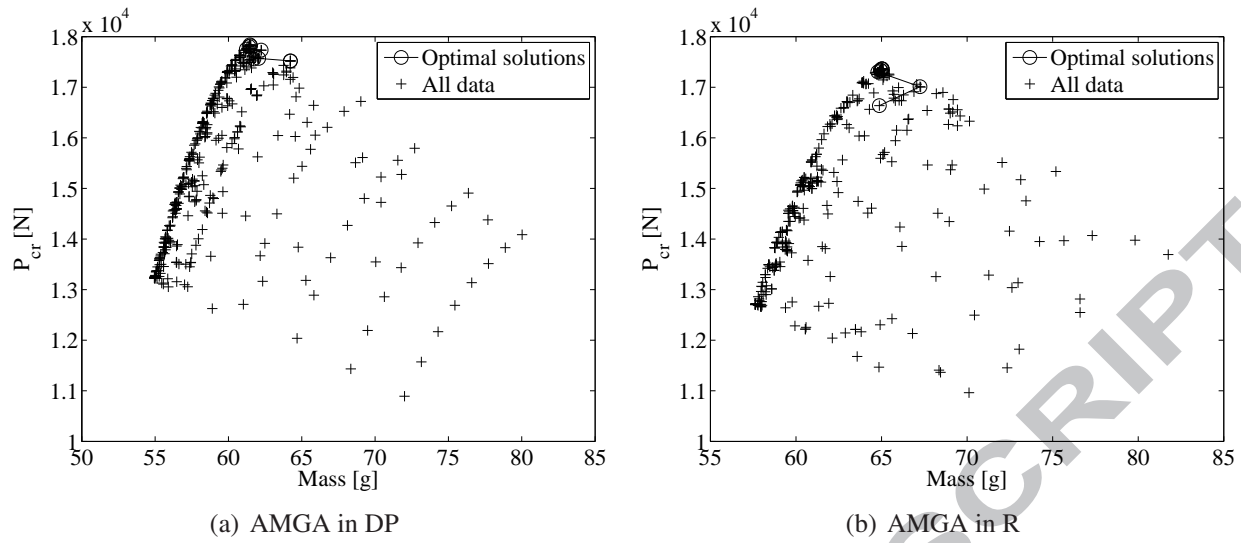 x 10^4
1.8
1.7
1.6
1.5
1.4
1.3
1.2
1.1
1
P_cr [N]
50 55 60 65 70 75 80 85
Mass [g]
Optimal solutions
All data
(a) AMGA in DP
x 10^4
1.8
1.7
1.6
1.5
1.4
1.3
1.2
1.1
1
P_cr [N]
55 60 65 70 75 80 85
Mass [g]
Optimal solutions
All data
(b) AMGA in R
SCRIPT